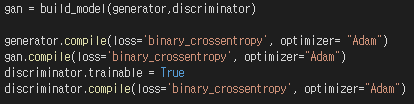 gan = build_model(generator,discriminator)
generator.compile(loss='binary_crossentropy', optimizer= "Adam")
gan.compile(loss='binary_crossentropy', optimizer="Adam")
discriminator.trainable = True
discriminator.compile(loss='binary_crossentropy', optimizer="Adam")